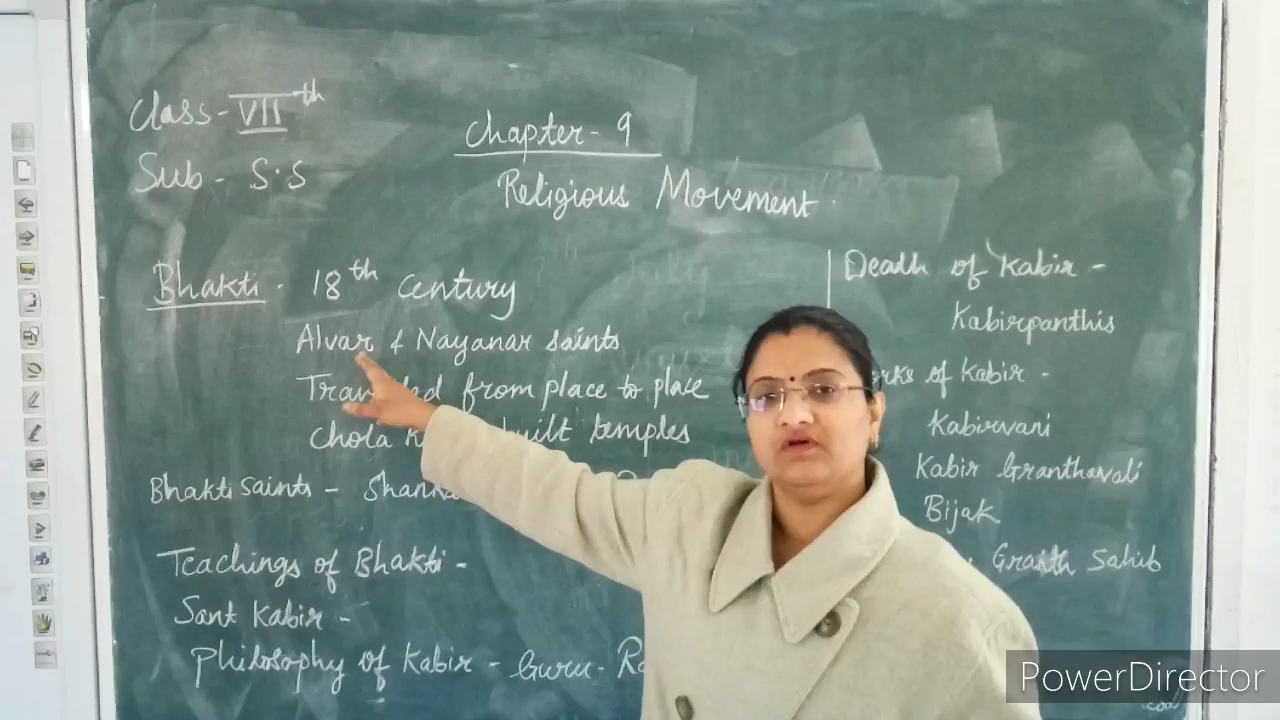 Class - VIIth
Sub - S.S
Chapter - 9
Religious Movement.
Bhakti. 18th century
Alvar & Nayanar saints
from place to place
Chola built temples
Bhakti saints -
Teachings of Bhakti -
Sant Kabir -
Philosophy of Kabir - Guru-
Death of Kabir -
Kabirpanthis
of Kabir -
Kabirvani
Kabir Granthavali
Bijak
Granth Sahib
PowerDirector